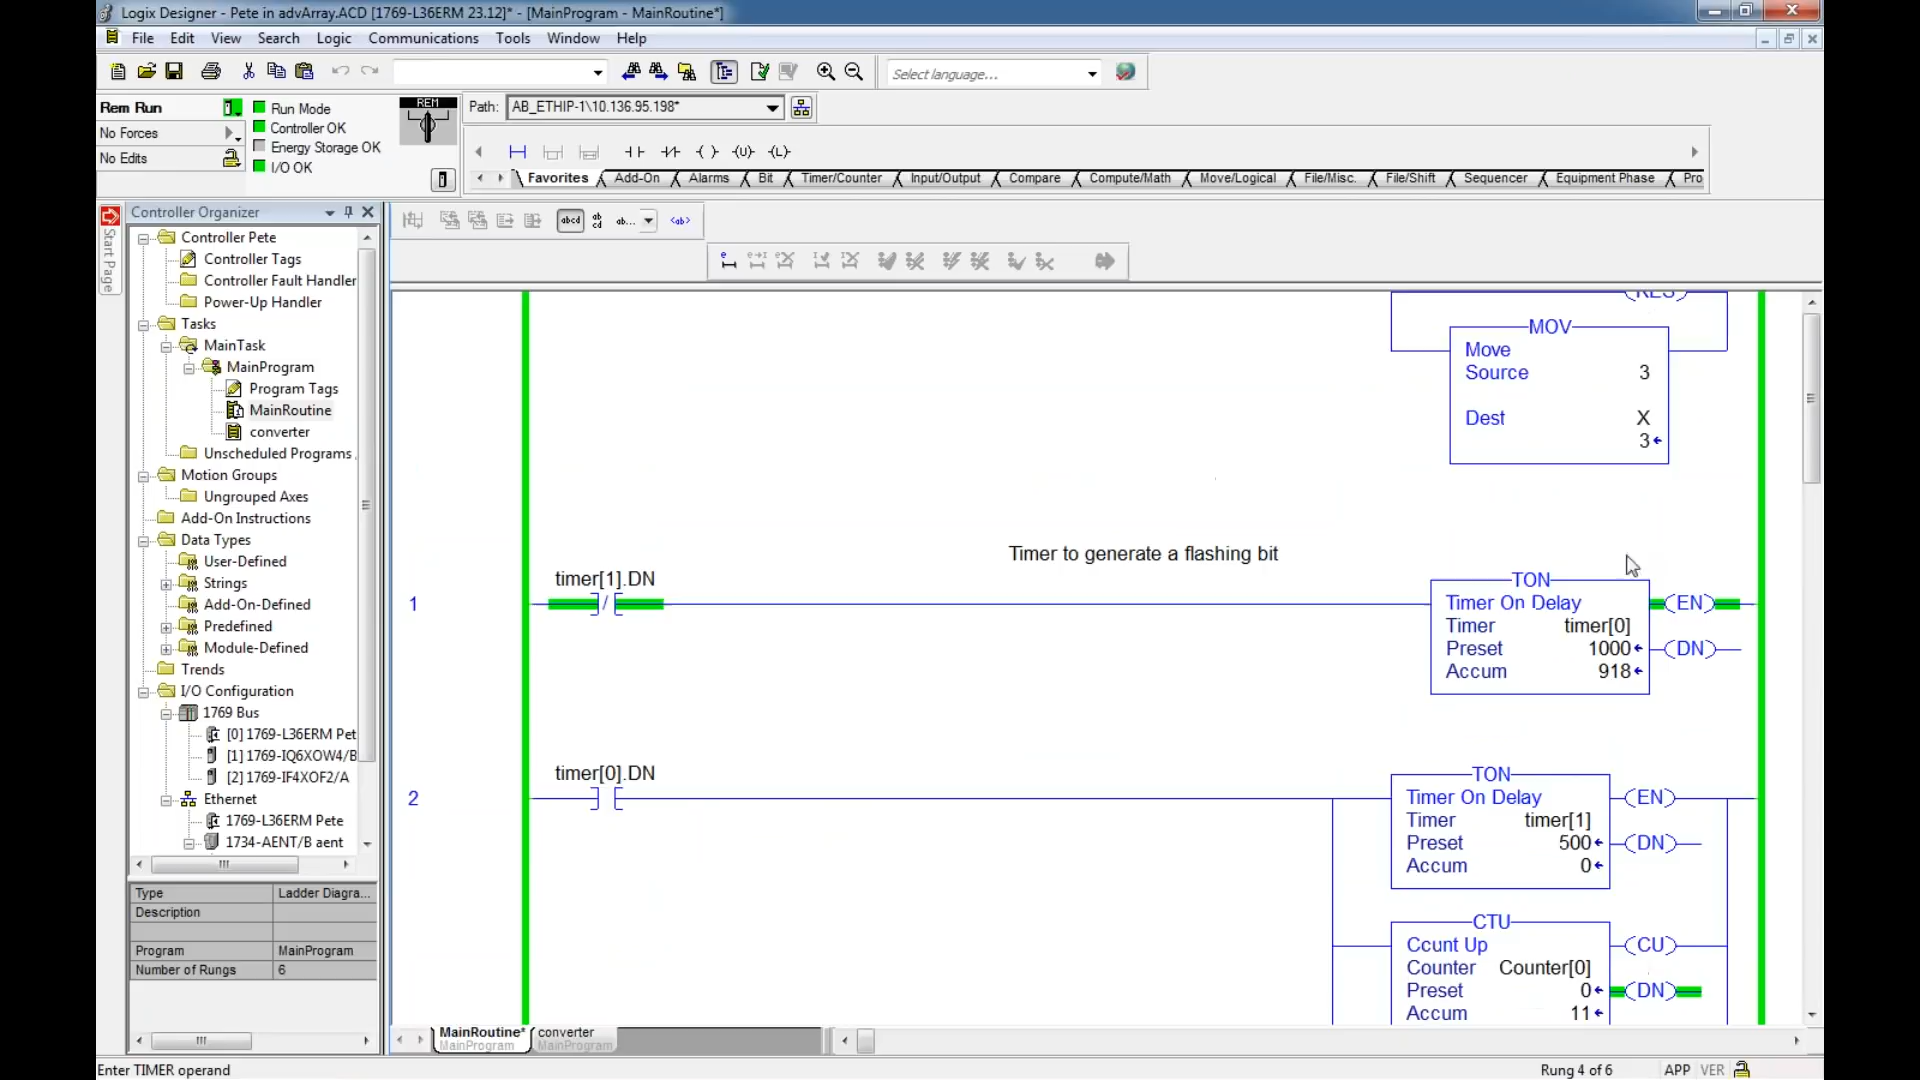 Logix Designer - Pete in advArray.ACD [1769-L36ERM 23.12]* - [MainProgram - MainRoutine*]
File Edit View Search Logic Communications Tools Window Help
Select language...
Rem Run
No Forces
No Edits
Run Mode
Controller OK
Energy Storage OK
I/O OK
REM
Path: AB_ETHIP-1\10.136.95.198*
Favorites Add-On Alarms Bit Timer/Counter Input/Output Compare Compute/Math Move/Logical File/Misc. File/Shift Sequencer Equipment Phase Pro
Start Page
Controller Organizer
Controller Pete
Controller Tags
Controller Fault Handler
Power-Up Handler
Tasks
MainTask
MainProgram
Program Tags
MainRoutine
converter
Unscheduled Programs
Motion Groups
Ungrouped Axes
Add-On Instructions
Data Types
User-Defined
Strings
Add-On-Defined
Predefined
Module-Defined
Trends
I/O Configuration
1769 Bus
[0] 1769-L36ERM Pet
[1] 1769-IQ6XOW4/B
[2] 1769-IF4XOF2/A
Ethernet
1769-L36ERM Pete
1734-AENT/B aent
Type Ladder Diagra...
Description
Program MainProgram
Number of Rungs 6
abcd
ab cd
ab...
<ab>
RES
MOV
Move
Source 3
Dest X
3
Timer to generate a flashing bit
1
timer[1].DN
TON
Timer On Delay
Timer timer[0]
Preset 1000
Accum 918
EN
DN
2
timer[0].DN
TON
Timer On Delay
Timer timer[1]
Preset 500
Accum 0
EN
DN
CTU
Count Up
Counter Counter[0]
Preset 0
Accum 11
CU
DN
MainRoutine*
MainProgram
converter
MainProgram
Enter TIMER operand
Rung 4 of 6
APP VER